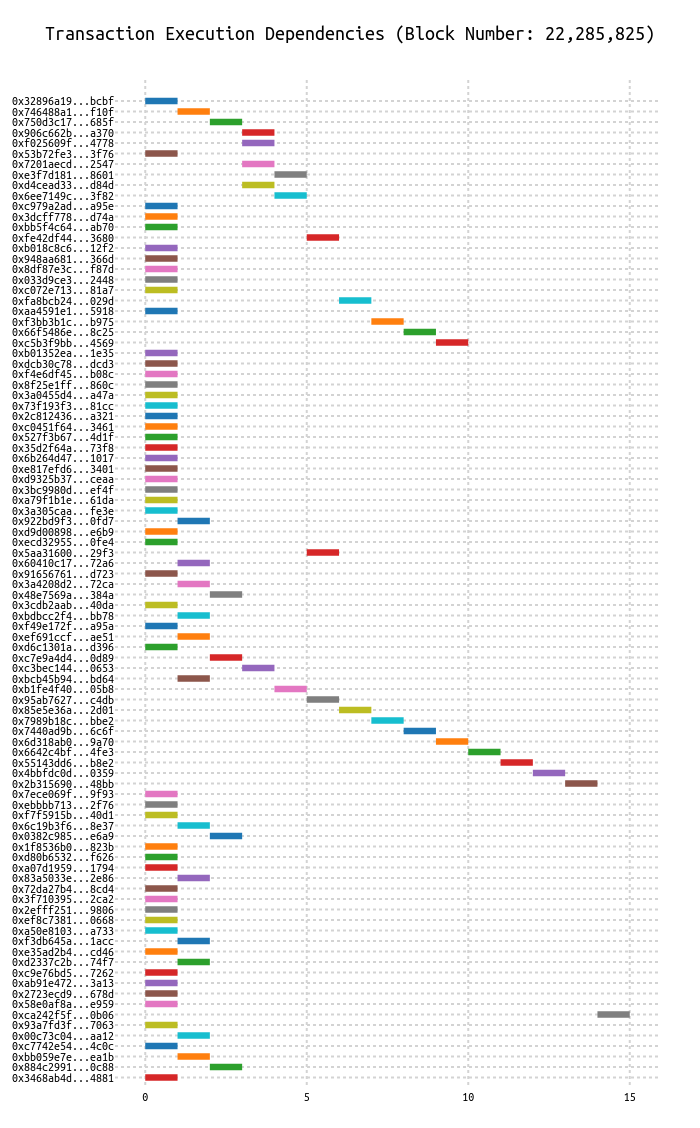 Transaction Execution Dependencies (Block Number: 22,285,825)
0x32896a19...bcbf
0x746488a1...f10f
0x750d3c17...685f
0x906c662b...a370
0xf025609f...4778
0x53b72fe3...3f76
0x7201aecd...2547
0xe3f7d181...8601
0xd4cead33...d84d
0x6ee7149c...3f82
0xc979a2ad...a95e
0x3dcff778...d74a
0xbb5f4c64...ab70
0xfe42df44...3680
0xb018c8c6...12f2
0x948aa681...366d
0x8df87e3c...f87d
0x033d9ce3...2448
0xc072e713...81a7
0xfa8bcb24...029d
0xaa4591e1...5918
0xf3bb3b1c...b975
0x66f5486e...8c25
0xc5b3f9bb...4569
0xb01352ea...1e35
0xdcb30c78...dcd3
0xf4e6df45...b08c
0x8f25e1ff...860c
0x3a0455d4...a47a
0x73f193f3...81cc
0x2c812436...a321
0xc0451f64...3461
0x527f3b67...4d1f
0x35d2f64a...73f8
0x6b264d47...1017
0xe817efd6...3401
0xd9325b37...ceaa
0x3bc9980d...ef4f
0xa79f1b1e...61da
0x3a305caa...fe3e
0x922bd9f3...0fd7
0xd9d00898...e6b9
0xecd32955...0fe4
0x5aa31600...29f3
0x60410c17...72a6
0x91656761...d723
0x3a4208d2...72ca
0x48e7569a...384a
0x3cdb2aab...40da
0xbdbcc2f4...bb78
0xf49e172f...a95a
0xef691ccf...ae51
0xd6c1301a...d396
0xc7e9a4d4...0d89
0xc3bec144...0653
0xbcb45b94...bd64
0xb1fe4f40...05b8
0x95ab7627...c4db
0x85e5e36a...2d01
0x7989b18c...bbe2
0x7440ad9b...6c6f
0x6d318ab0...9a70
0x6642c4bf...4fe3
0x55143dd6...b8e2
0x4bbfdc0d...0359
0x2b315690...48bb
0x7ece069f...9f93
0xebbbb713...2f76
0xf7f5915b...40d1
0x6c19b3f6...8e37
0x0382c985...e6a9
0x1f8536b0...823b
0xd80b6532...f626
0xa07d1959...1794
0x83a5033e...2e86
0x72da27b4...8cd4
0x3f710395...2ca2
0x2efff251...9806
0xef8c7381...0668
0xa50e8103...a733
0xf3db645a...1acc
0xe35ad2b4...cd46
0xd2337c2b...74f7
0xc9e76bd5...7262
0xab91e472...3a13
0x2723ecd9...678d
0x58e0af8a...e959
0xca242f5f...0b06
0x93a7fd3f...7063
0x00c73c04...aa12
0xc7742e54...4c0c
0xbb059e7e...ea1b
0x884c2991...0c88
0x3468ab4d...4881
0 5 10 15